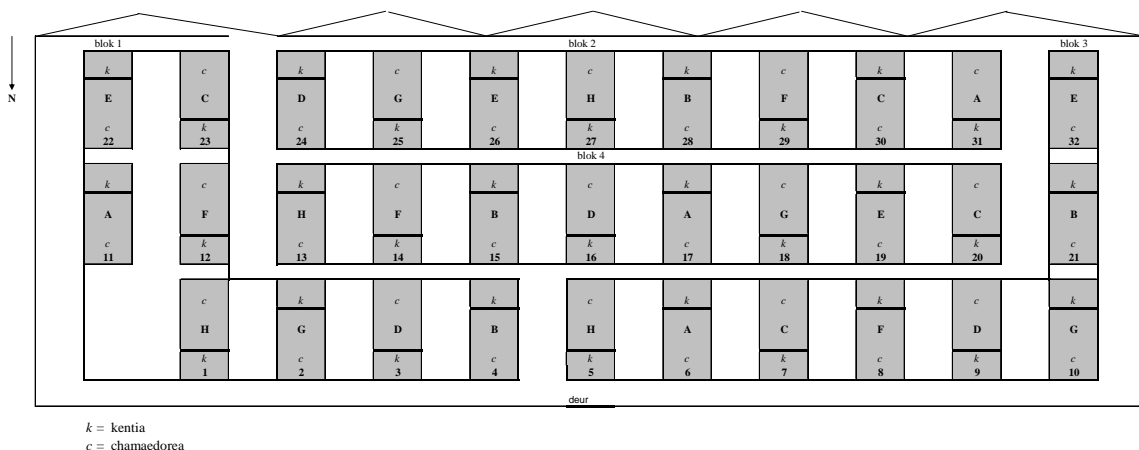 blok 1 blok 2 blok 3
k c k c k c k c k c k
N
E C D G E H B F C A E
c k c k c k c k c k c
22 23 24 25 26 27 28 29 30 31 32
blok 4
k c k c k c k c k c k
A F H F B D A G E C B
c k c k c k c k c k c
11 12 13 14 15 16 17 18 19 20 21
c k c k c k c k c k
H G D B H A C F D G
k c k c k c k c k c
1 2 3 4 5 6 7 8 9 10
deur
k = kentia
c = chamaedorea